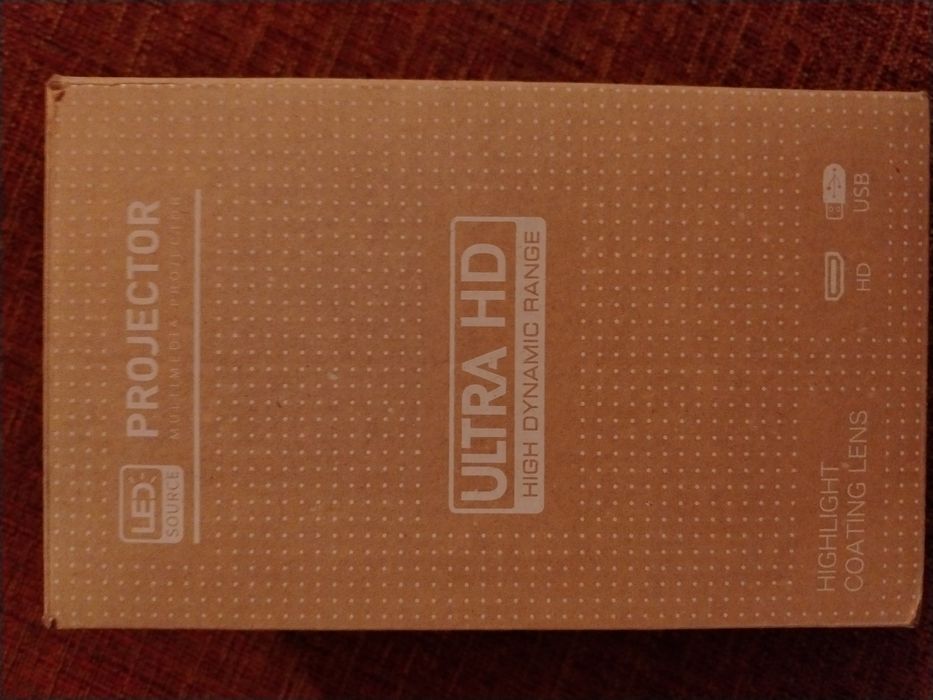 LED
SOURCE
PROJECTOR
MULTIMEDIA PROJECTOR
ULTRA HD
HIGH DYNAMIC RANGE
HIGHLIGHT
COATING LENS
HD
USB